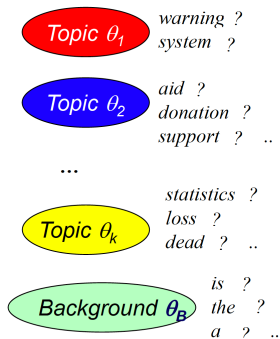 Topic θ1 warning ?
system ?
Topic θ2 aid ?
donation ?
support ? ..
...
statistics ?
Topic θk loss ?
dead ? ..
is ?
Background θB the ?
a ? ..